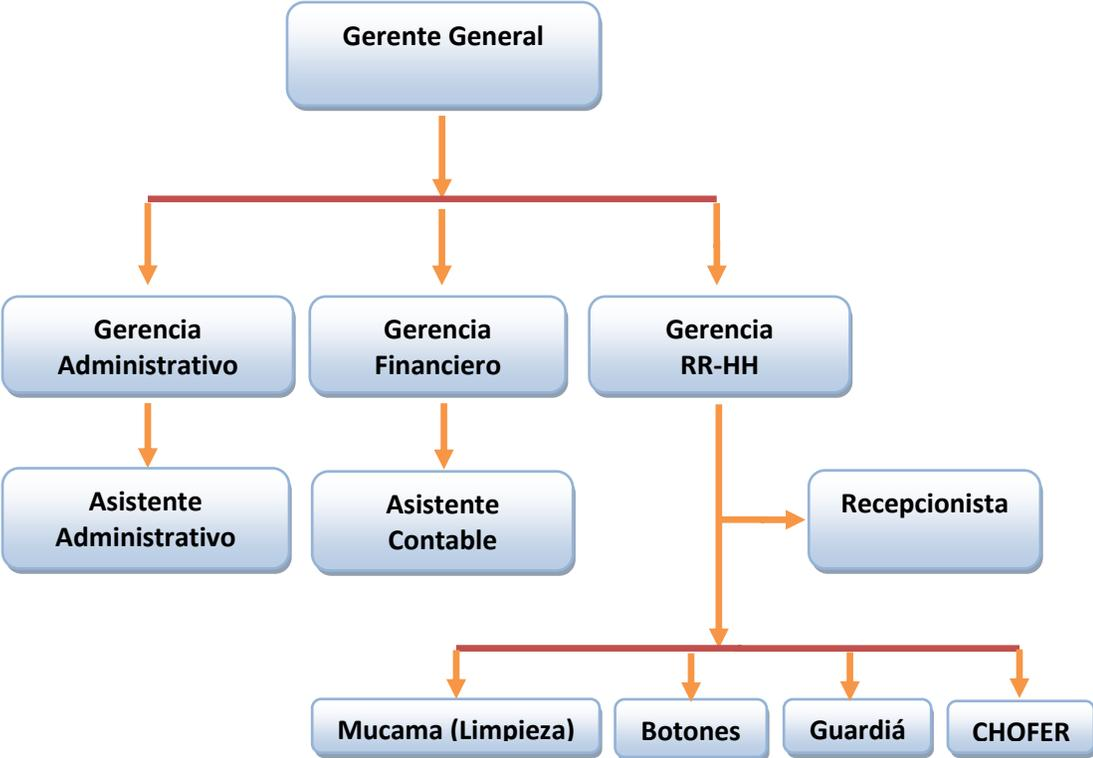 Gerente General
Gerencia
Administrativo
Gerencia
Financiero
Gerencia
RR-HH
Asistente
Administrativo
Asistente
Contable
Recepcionista
Mucama (Limpieza)
Botones
Guardiá
CHOFER